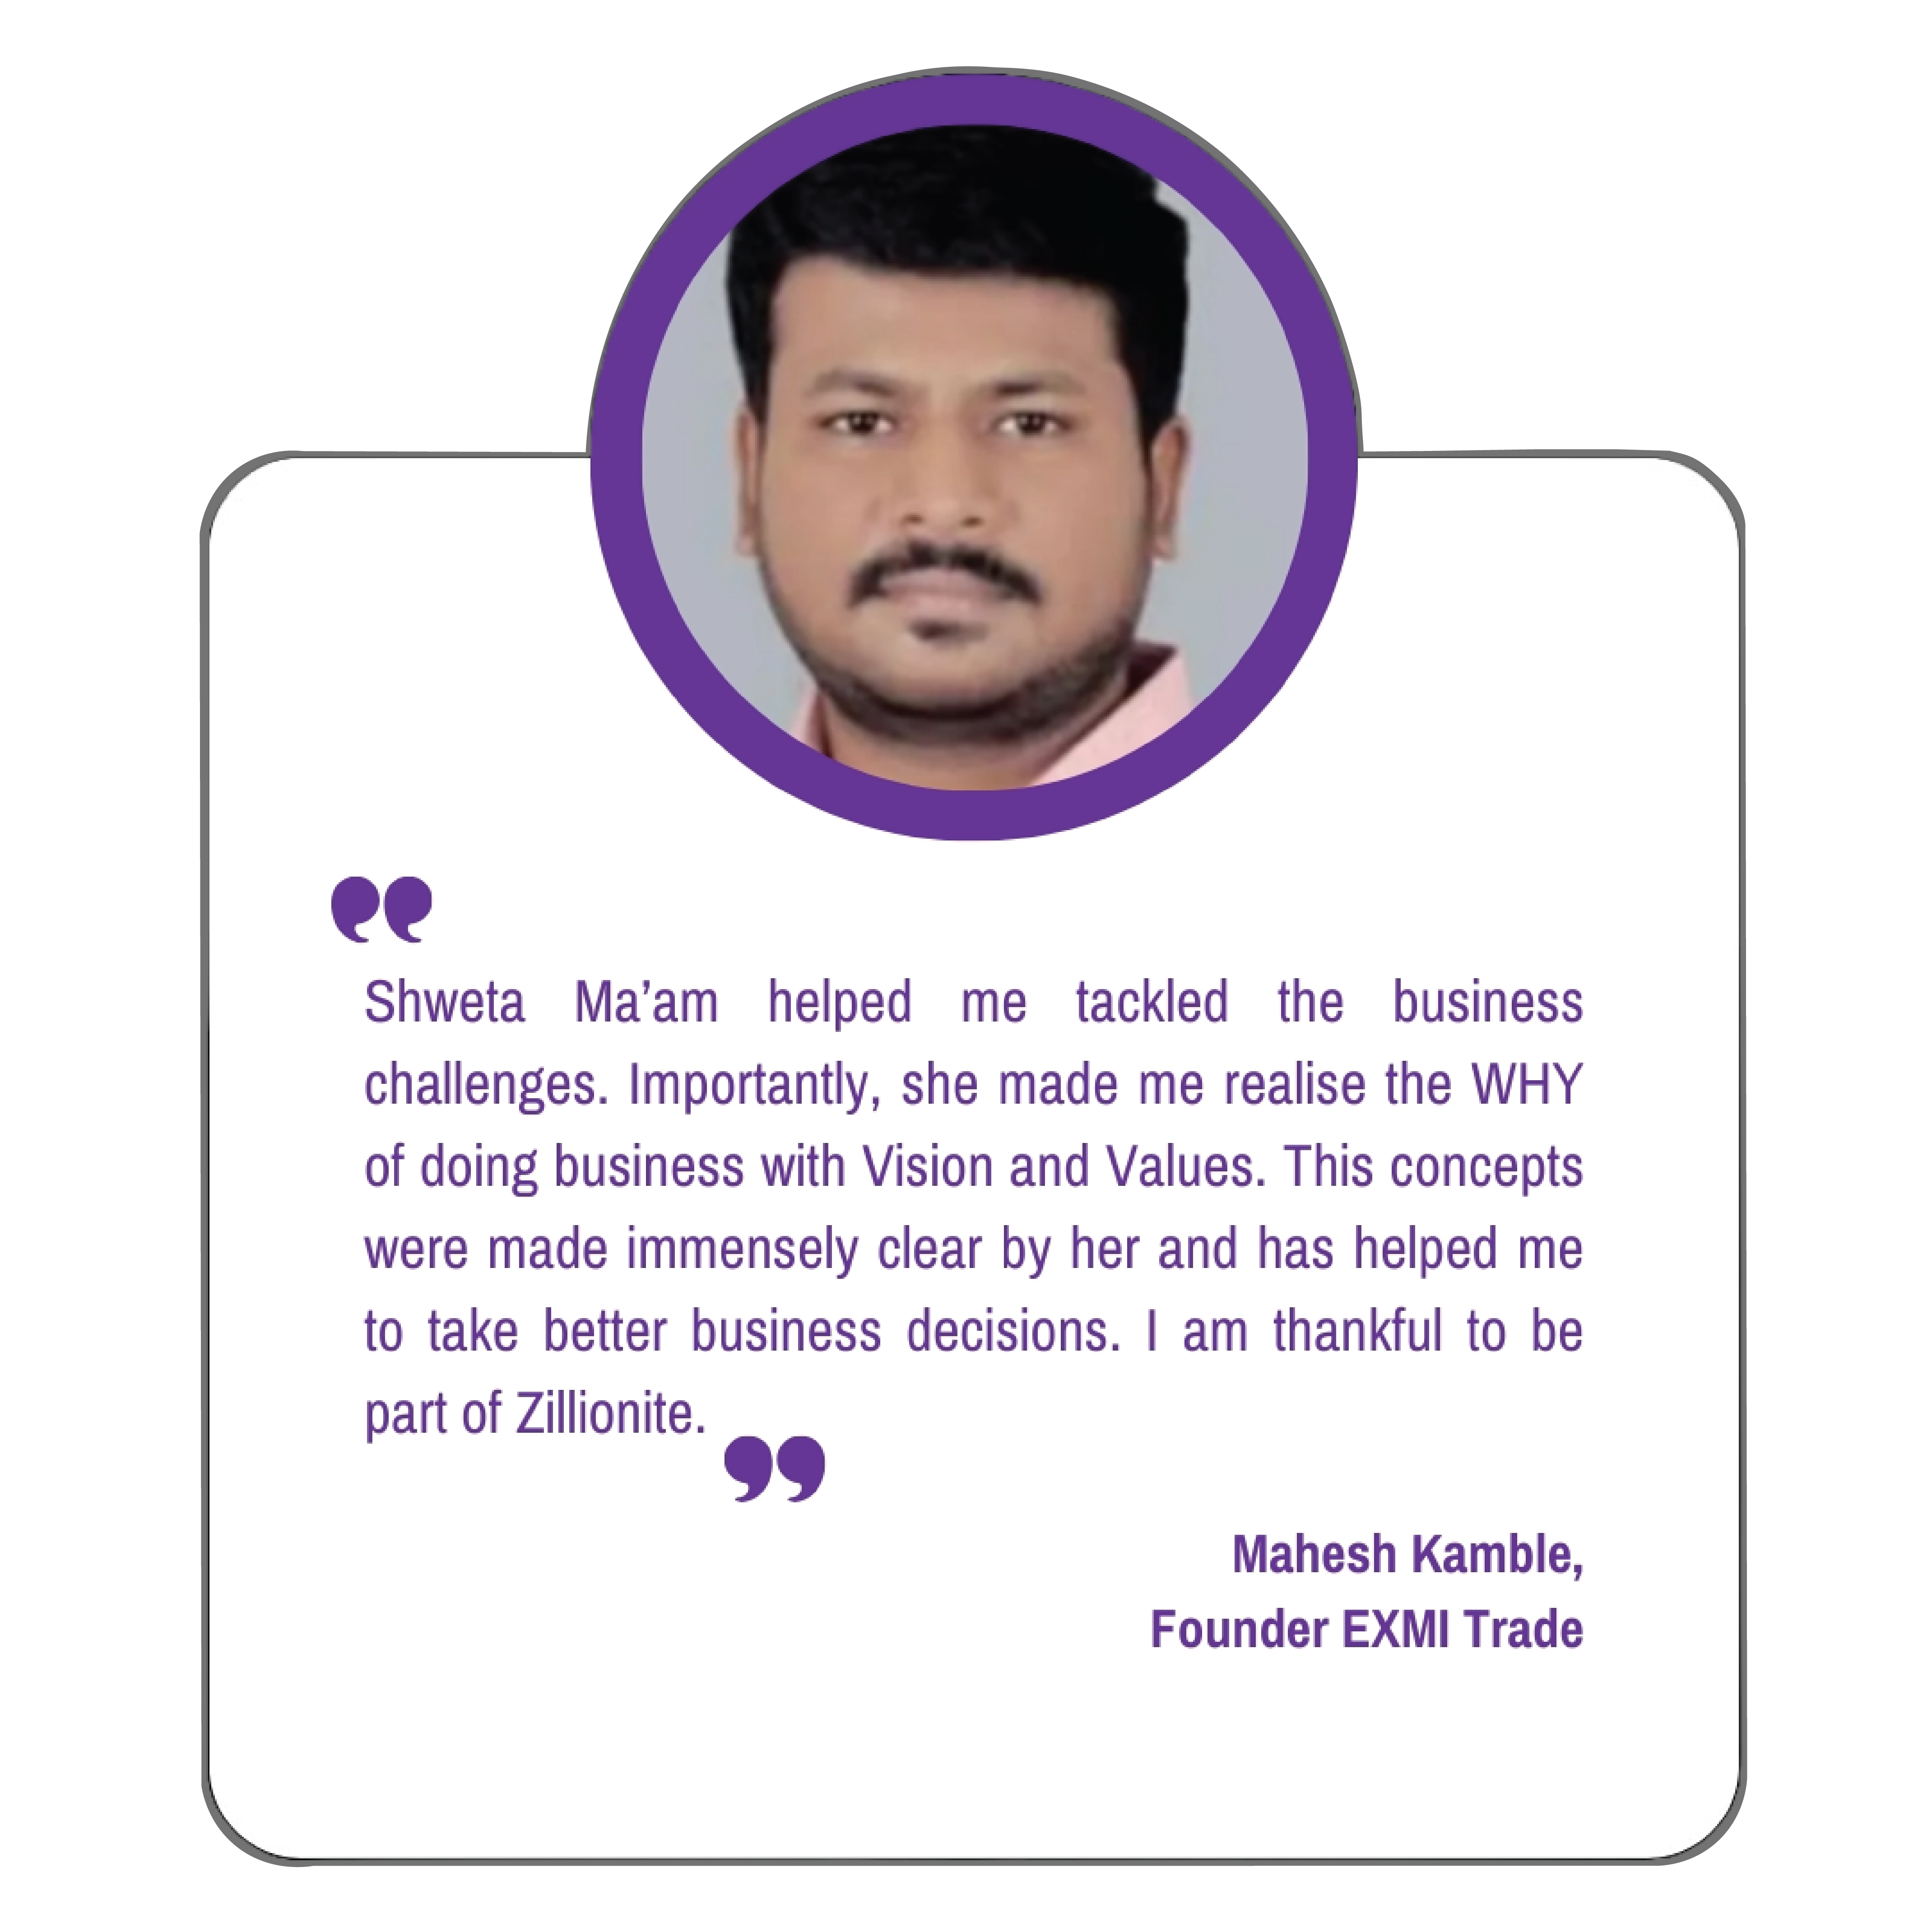 Shweta Ma’am helped me tackled the business
challenges. Importantly, she made me realise the WHY
of doing business with Vision and Values. This concepts
were made immensely clear by her and has helped me
to take better business decisions. I am thankful to be
part of Zillionite.
Mahesh Kamble,
Founder EXMI Trade